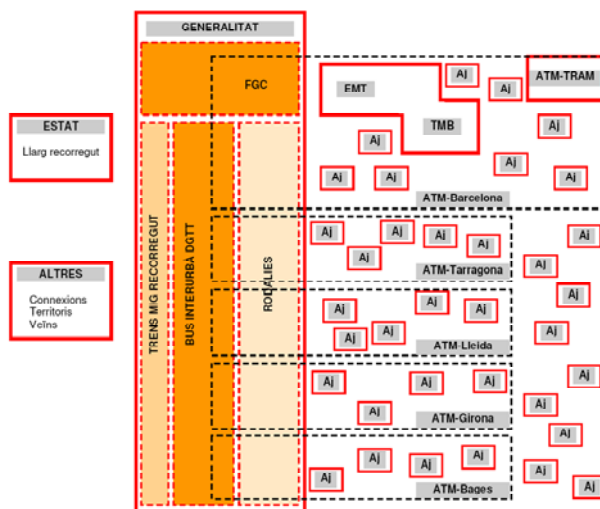 GENERALITAT
FGC
EMT
Aj
ATM-TRAM
Aj
ESTAT
Llarg recorregut
TMB
Aj
Aj
Aj
Aj
Aj
Aj
ATM-Barcelona
Aj
Aj
Aj
Aj
Aj
Aj
Aj
ATM-Tarragona
ALTRES
Connexions
Territoris
Veïns
TRENS MIG RECORREGUT
BUS INTERURBÀ DGTT
RODALIES
Aj
Aj
Aj
Aj
Aj
Aj
Aj
ATM-Lleida
Aj
Aj
Aj
Aj
Aj
Aj
ATM-Girona
Aj
Aj
Aj
Aj
Aj
Aj
Aj
ATM-Bages